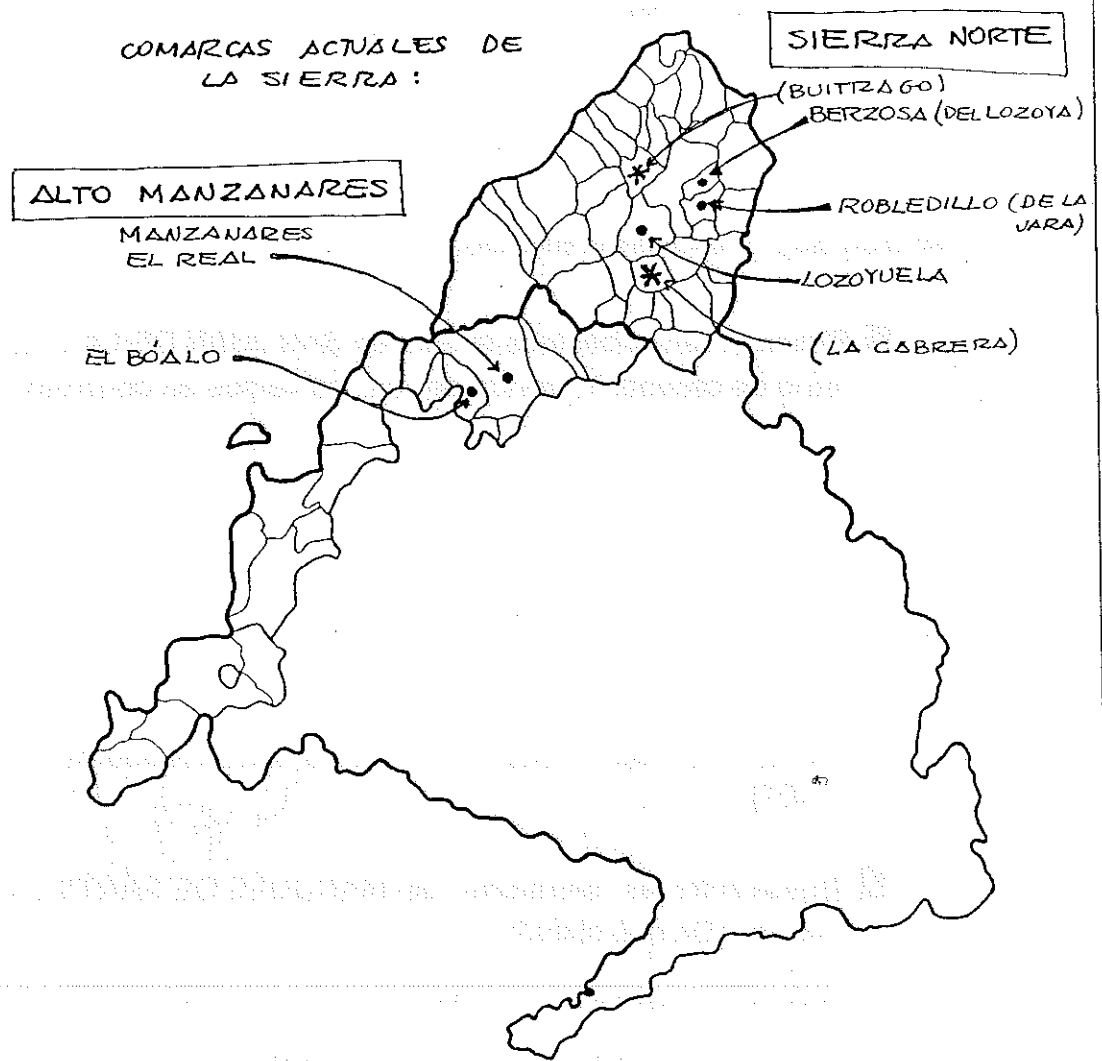 COMARCAS ACTUALES DE
LA SIERRA:
SIERRA NORTE
(BUITRAGO)
BERZOSA (DEL LOZOYA)
ALTO MANZANARES
ROBLEDILLO (DE LA
JARA)
MANZANARES
EL REAL
LOZOYUELA
(LA CABRERA)
EL BÓALO